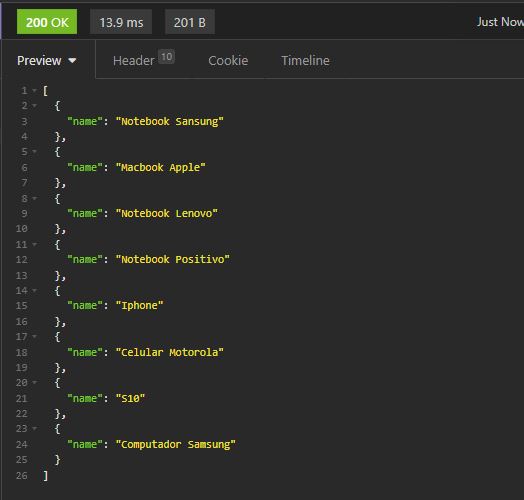 200 OK 13.9 ms 201 B Just Now
Preview Header 10 Cookie Timeline
1 [
2 {
3 "name": "Notebook Sansung"
4 },
5 {
6 "name": "Macbook Apple"
7 },
8 {
9 "name": "Notebook Lenovo"
10 },
11 {
12 "name": "Notebook Positivo"
13 },
14 {
15 "name": "Iphone"
16 },
17 {
18 "name": "Celular Motorola"
19 },
20 {
21 "name": "S10"
22 },
23 {
24 "name": "Computador Samsung"
25 }
26 ]